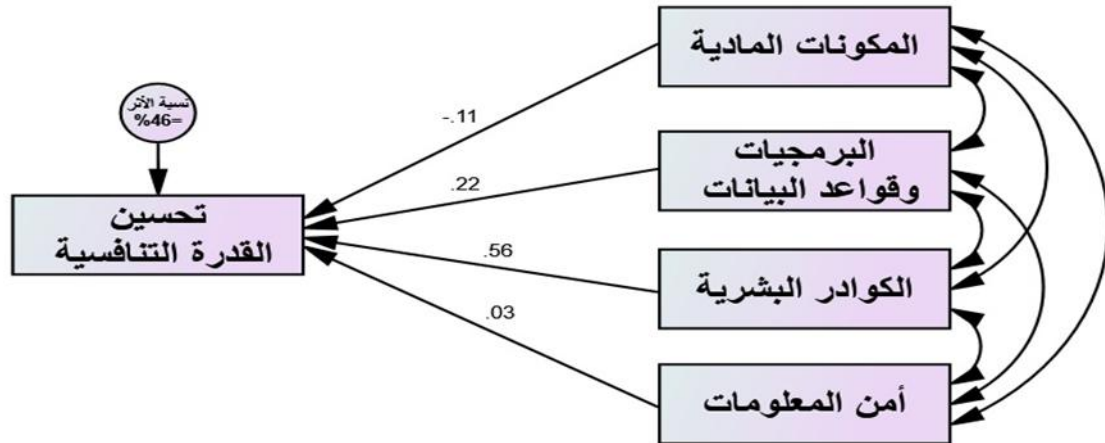 المكونات المادية
نسبة الأثر
=46%
-.11
البرمجيات
وقواعد البيانات
.22
تحسين
القدرة التنافسية
.56
الكوادر البشرية
.03
أمن المعلومات